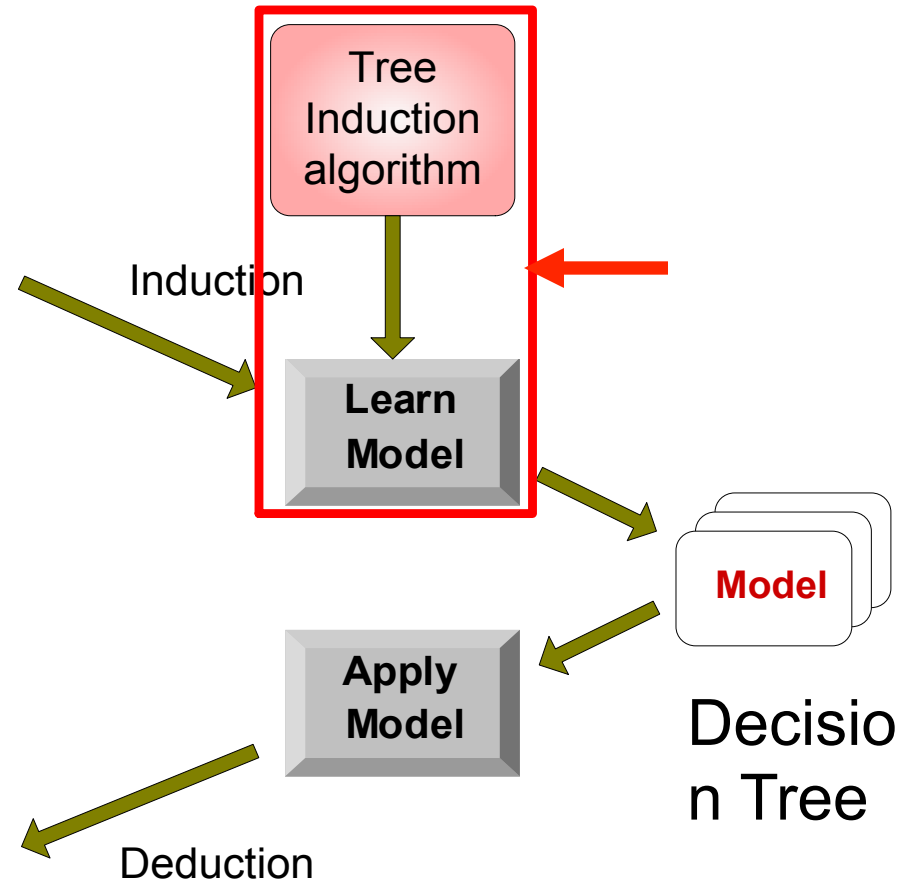 Tree
Induction
algorithm
Induction
Learn
Model
Model
Apply
Model
Decisio
n Tree
Deduction